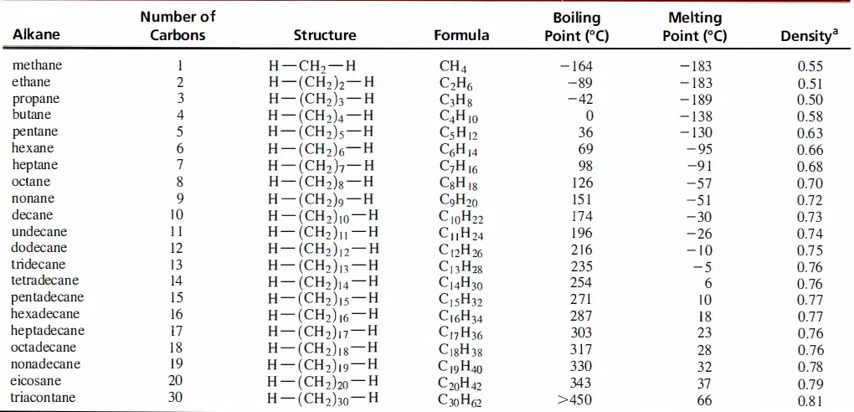 Alkane Number of Carbons Structure Formula Boiling Point (°C) Melting Point (°C) Densityᵃ
methane 1 H—CH₂—H CH₄ −164 −183 0.55
ethane 2 H—(CH₂)₂—H C₂H₆ −89 −183 0.51
propane 3 H—(CH₂)₃—H C₃H₈ −42 −189 0.50
butane 4 H—(CH₂)₄—H C₄H₁₀ 0 −138 0.58
pentane 5 H—(CH₂)₅—H C₅H₁₂ 36 −130 0.63
hexane 6 H—(CH₂)₆—H C₆H₁₄ 69 −95 0.66
heptane 7 H—(CH₂)₇—H C₇H₁₆ 98 −91 0.68
octane 8 H—(CH₂)₈—H C₈H₁₈ 126 −57 0.70
nonane 9 H—(CH₂)₉—H C₉H₂₀ 151 −51 0.72
decane 10 H—(CH₂)₁₀—H C₁₀H₂₂ 174 −30 0.73
undecane 11 H—(CH₂)₁₁—H C₁₁H₂₄ 196 −26 0.74
dodecane 12 H—(CH₂)₁₂—H C₁₂H₂₆ 216 −10 0.75
tridecane 13 H—(CH₂)₁₃—H C₁₃H₂₈ 235 −5 0.76
tetradecane 14 H—(CH₂)₁₄—H C₁₄H₃₀ 254 6 0.76
pentadecane 15 H—(CH₂)₁₅—H C₁₅H₃₂ 271 10 0.77
hexadecane 16 H—(CH₂)₁₆—H C₁₆H₃₄ 287 18 0.77
heptadecane 17 H—(CH₂)₁₇—H C₁₇H₃₆ 303 23 0.76
octadecane 18 H—(CH₂)₁₈—H C₁₈H₃₈ 317 28 0.76
nonadecane 19 H—(CH₂)₁₉—H C₁₉H₄₀ 330 32 0.78
eicosane 20 H—(CH₂)₂₀—H C₂₀H₄₂ 343 37 0.79
triacontane 30 H—(CH₂)₃₀—H C₃₀H₆₂ >450 66 0.81